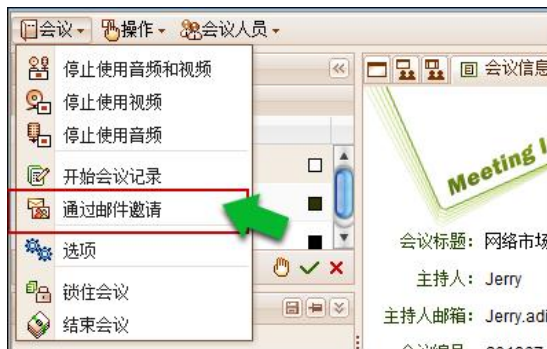 会议 操作 会议人员
停止使用音频和视频
停止使用视频
停止使用音频
开始会议记录
通过邮件邀请
选项
锁住会议
结束会议
会议信息
Meeting
会议标题： 网络市场
主持人： Jerry
主持人邮箱： Jerry.adi